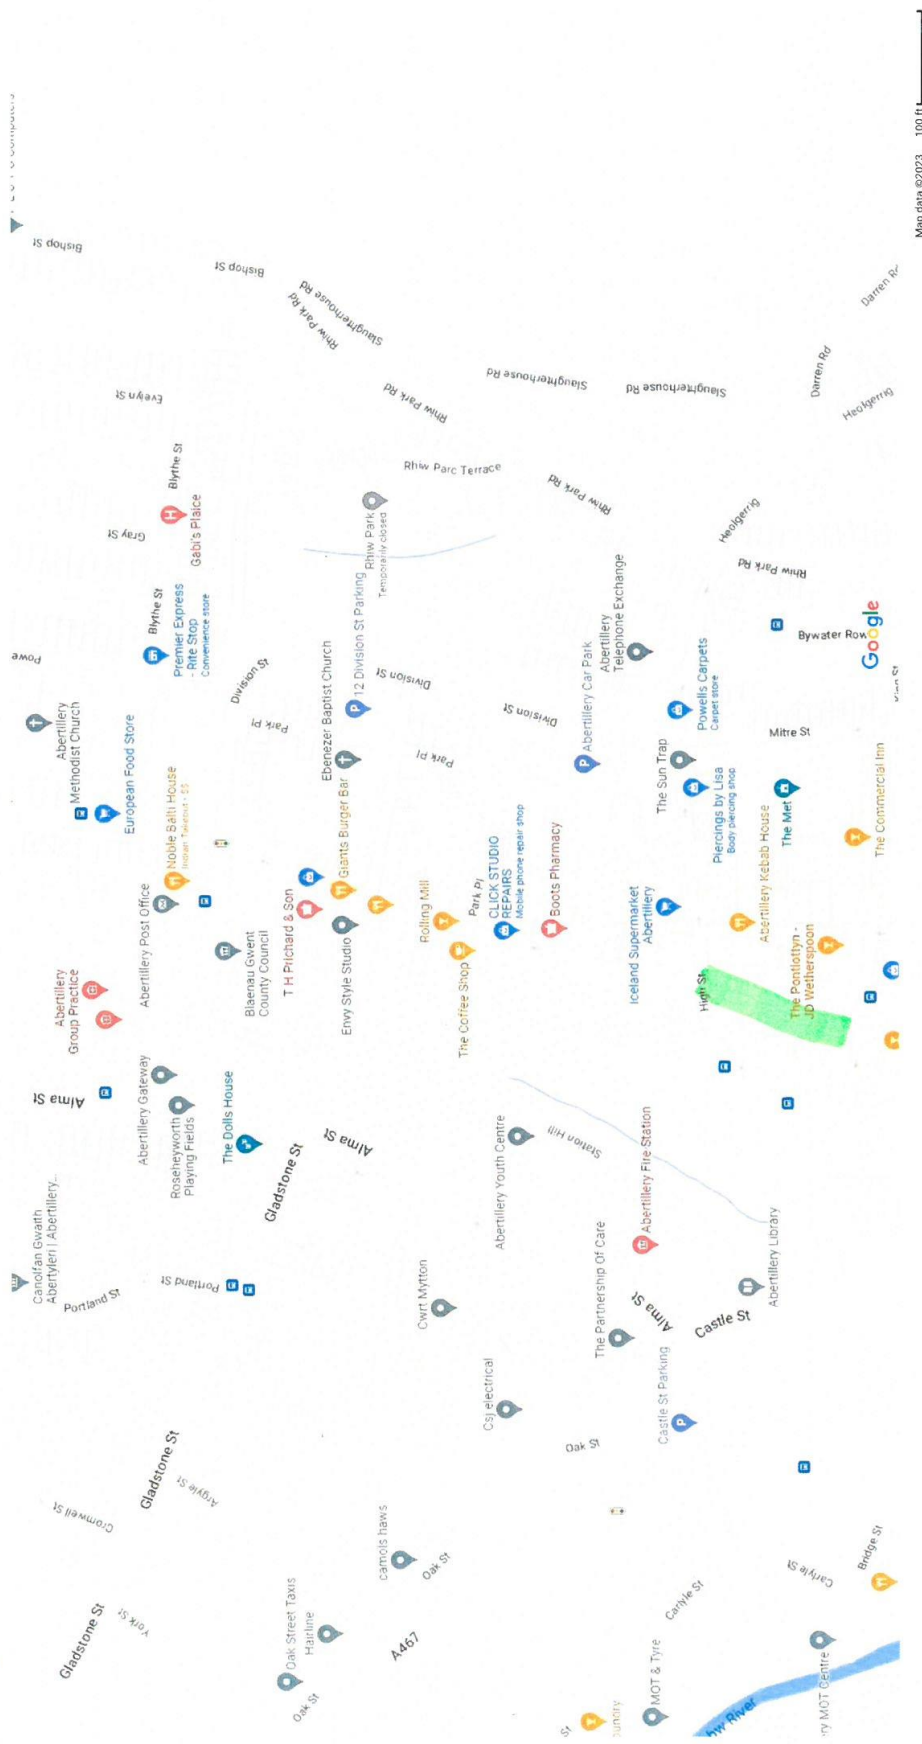 Bishop St
Bishop St
Rhiw Park Rd
Slaughterhouse Rd
Evelyn St
Rhiw Park Rd
Slaughterhouse Rd
Slaughterhouse Rd
Darren Rd
Darren Rd
Heolgerrig
Blythe St
Gray St
Gabi's Plaice
Rhiw Parc Terrace
Rhiw Park Rd
Heolgerrig
Rhiw Park Rd
Rhiw Park
Temporarily closed
Blythe St
Premier Express
- Rite Stop
Convenience store
Division St
Park Pl
Ebenezer Baptist Church
12 Division St Parking
Division St
Park Pl
Division St
Abertillery Car Park
Abertillery
Telephone Exchange
Powells Carpets
Carpet store
Bywater Row
Google
Mitre St
Abertillery
Methodist Church
European Food Store
Noble Balti House
Indian Takeout · $$
Giants Burger Bar
The Sun Trap
Piercings by Lisa
Body piercing shop
The Met
The Commercial Inn
Abertillery Post Office
Blaenau Gwent
County Council
T H Prichard & Son
Envy Style Studio
Rolling Mill
Park Pl
The Coffee Shop
CLICK STUDIO
REPAIRS
Mobile phone repair shop
Boots Pharmacy
Iceland Supermarket
Abertillery
Abertillery Kebab House
High St
The Pontlottyn -
JD Wetherspoon
Abertillery
Group Practice
Alma St
Abertillery Gateway
Roseheyworth
Playing Fields
The Dolls House
Gladstone St
Alma St
Abertillery Youth Centre
Station Hill
Abertillery Fire Station
Canolfan Gwaith
Abertyleri | Abertillery...
Portland St
Portland St
Cwrt Mytton
The Partnership Of Care
Alma St
Castle St
Abertillery Library
Castle St Parking
Csj electrical
Oak St
Gladstone St
Argyle St
Cromwell St
York St
Gladstone St
Oak Street Taxis
Hairline
Oak St
camols haws
Oak St
A467
Carlyle St
Carlyle St
Bridge St
MOT & Tyre
MOT Centre
River
St
Map data ©2023
100 ft